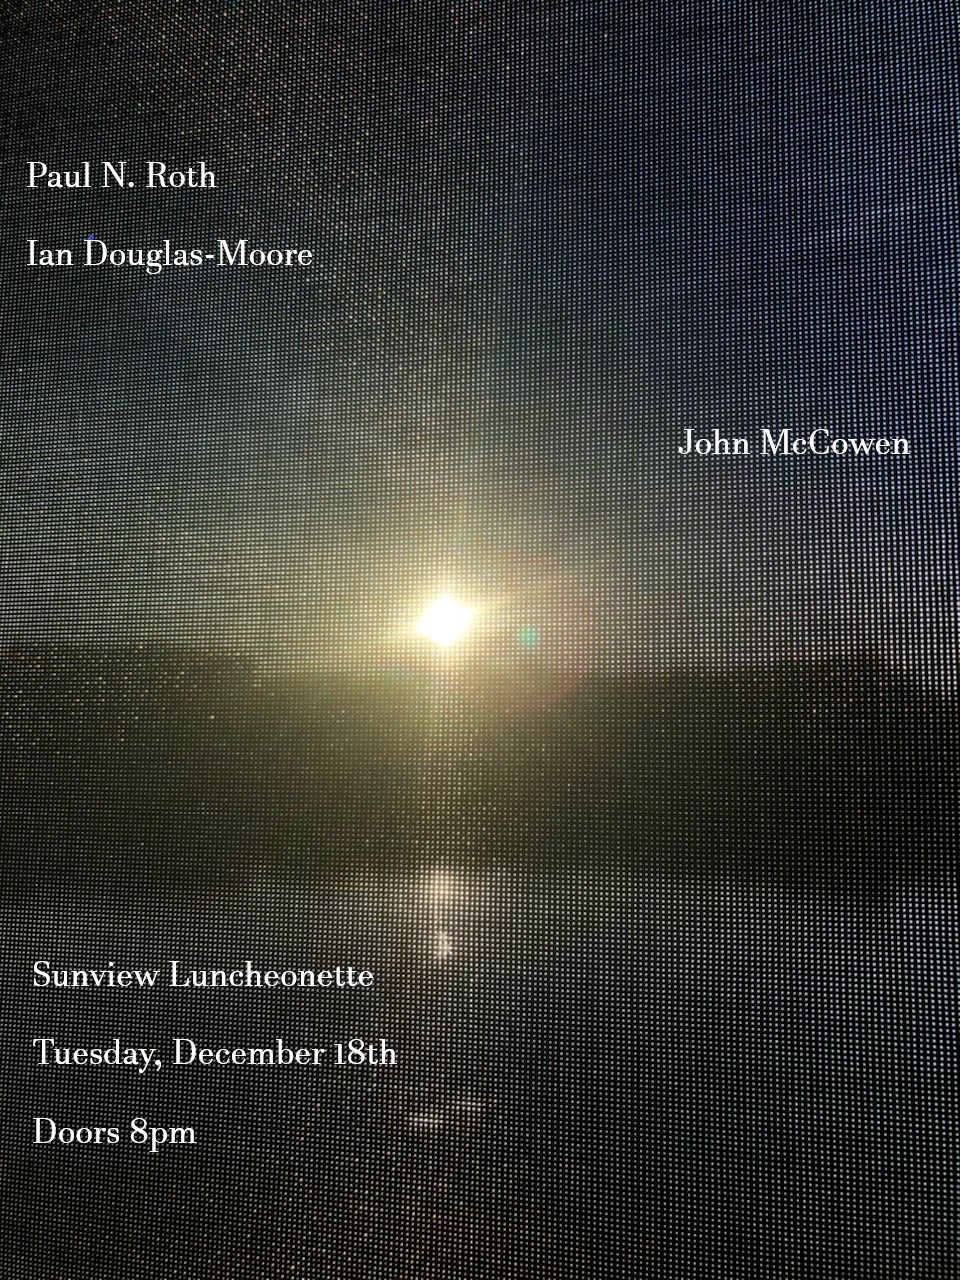 Paul N. Roth
Ian Douglas-Moore
John McCowen
Sunview Luncheonette
Tuesday, December 18th
Doors 8pm